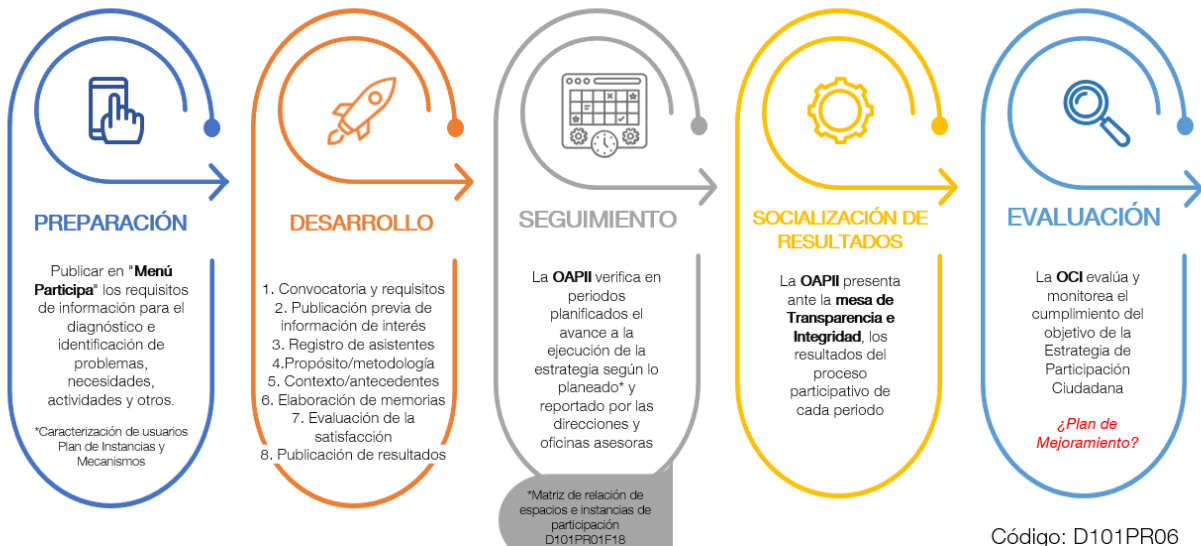 PREPARACIÓN
Publicar en "Menú
Participa" los requisitos
de información para el
diagnóstico e
identificación de
problemas,
necesidades,
actividades y otros.
*Caracterización de usuarios
Plan de Instancias y
Mecanismos
DESARROLLO
1. Convocatoria y requisitos
2. Publicación previa de
información de interés
3. Registro de asistentes
4.Propósito/metodología
5. Contexto/antecedentes
6. Elaboración de memorias
7. Evaluación de la
satisfacción
8. Publicación de resultados
SEGUIMIENTO
La OAPII verifica en
periodos
planificados el
avance a la
ejecución de la
estrategia según lo
planeado* y
reportado por las
direcciones y
oficinas asesoras
*Matriz de relación de
espacios e instancias de
participación
D101PR01F18
SOCIALIZACIÓN DE
RESULTADOS
La OAPII presenta
ante la mesa de
Transparencia e
Integridad, los
resultados del
proceso
participativo de
cada periodo
EVALUACIÓN
La OCI evalúa y
monitorea el
cumplimiento del
objetivo de la
Estrategia de
Participación
Ciudadana
¿Plan de
Mejoramiento?
Código: D101PR06